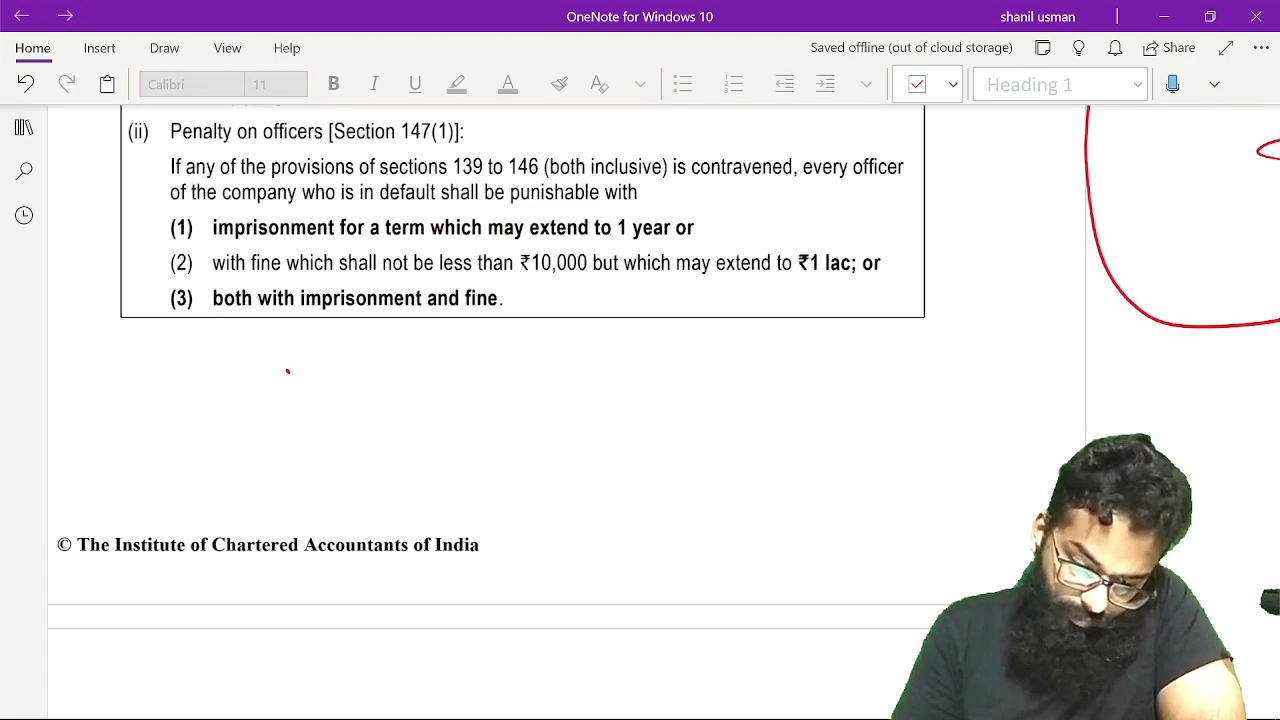 OneNote for Windows 10
shanil usman
Home Insert Draw View Help
Saved offline (out of cloud storage)
Share
Calibri 11 B I U A A Heading 1
(ii) Penalty on officers [Section 147(1)]:
If any of the provisions of sections 139 to 146 (both inclusive) is contravened, every officer
of the company who is in default shall be punishable with
(1) imprisonment for a term which may extend to 1 year or
(2) with fine which shall not be less than ₹10,000 but which may extend to ₹1 lac; or
(3) both with imprisonment and fine.
© The Institute of Chartered Accountants of India